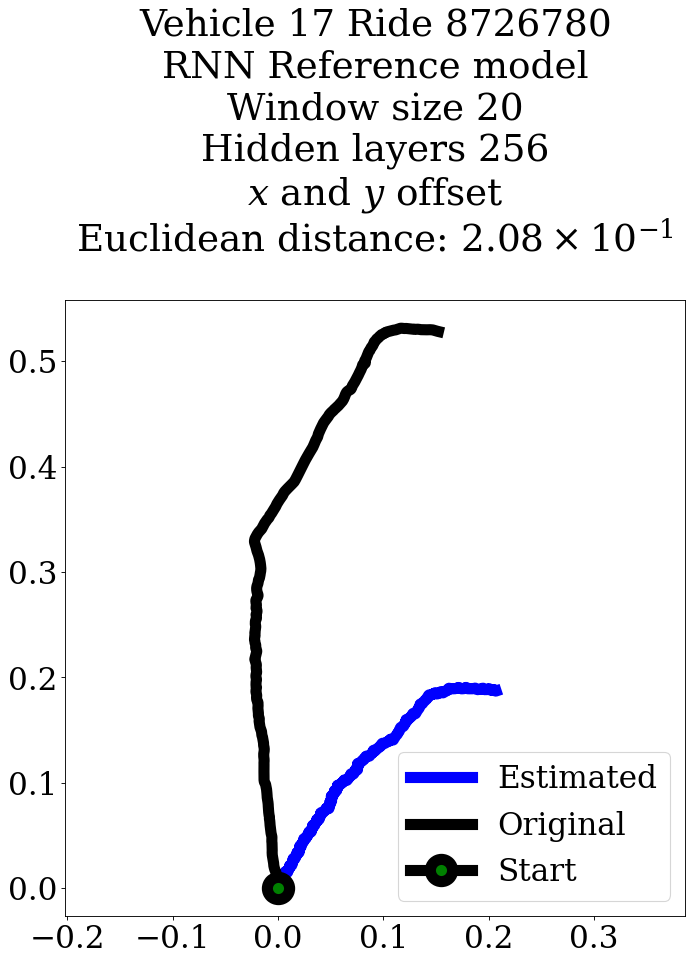 Vehicle 17 Ride 8726780
RNN Reference model
Window size 20
Hidden layers 256
x and y offset
Euclidean distance: 2.08 × 10⁻¹
0.5
0.4
0.3
0.2
0.1
0.0
Estimated
Original
Start
−0.2 −0.1 0.0 0.1 0.2 0.3